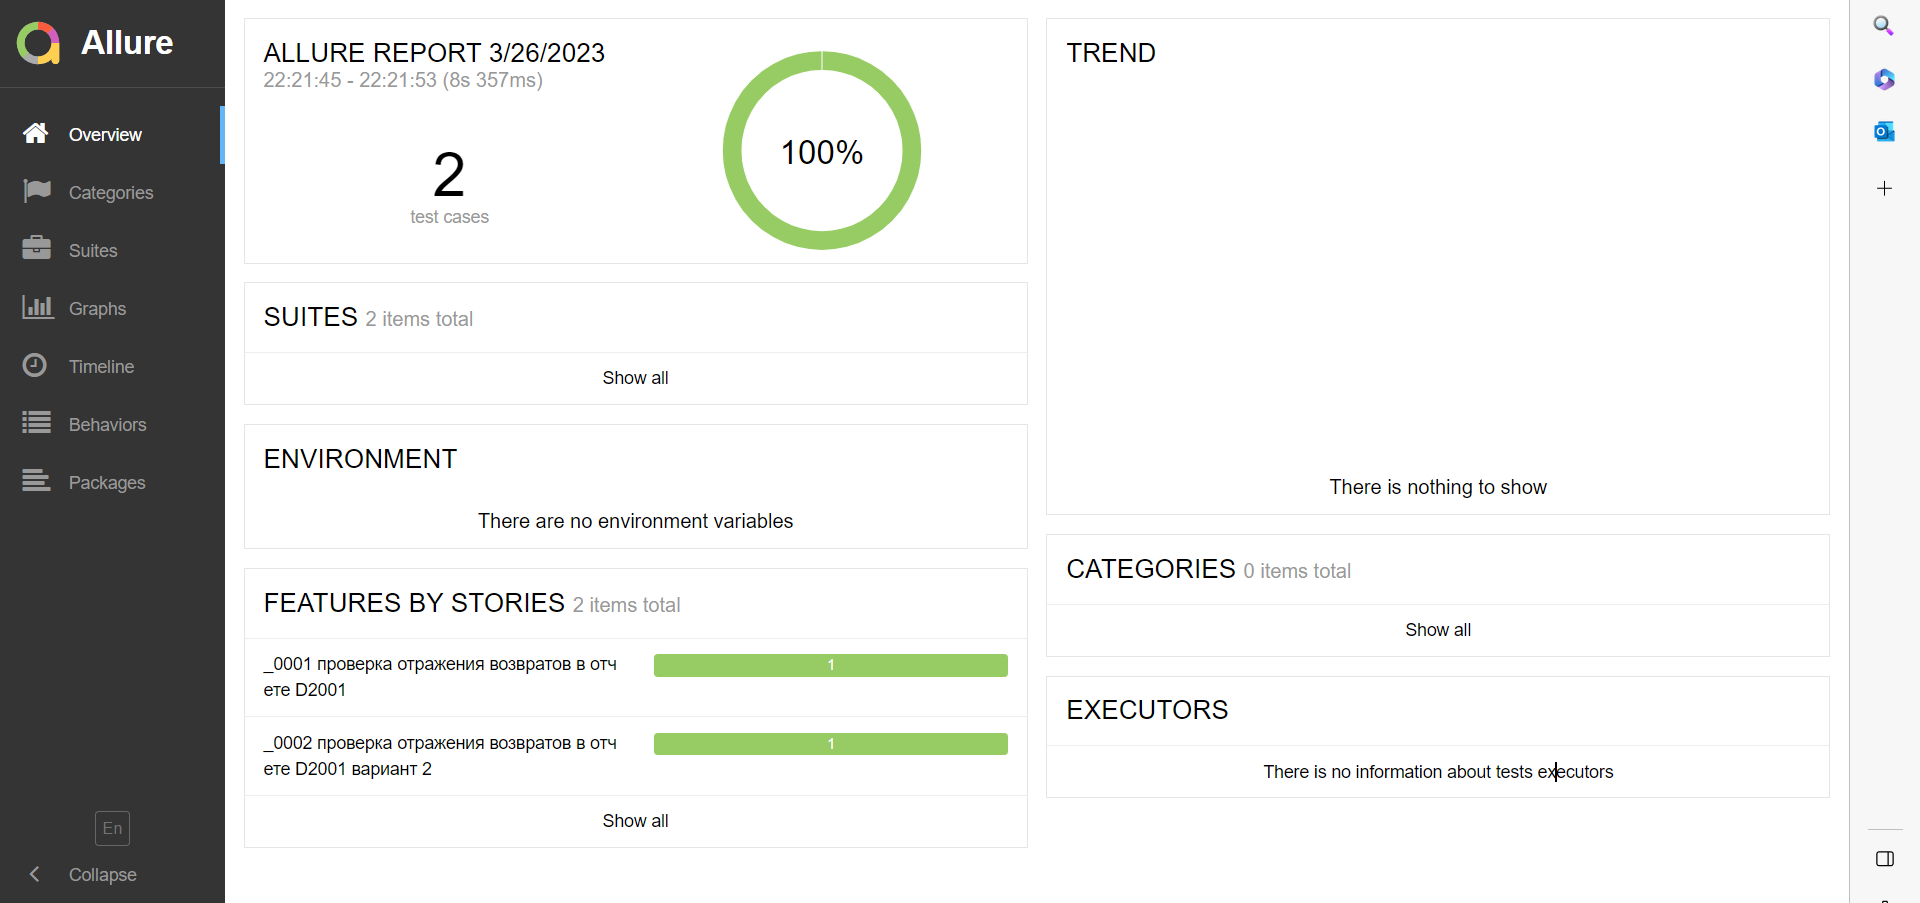 Allure
Overview
Categories
Suites
Graphs
Timeline
Behaviors
Packages
En
Collapse
ALLURE REPORT 3/26/2023
22:21:45 - 22:21:53 (8s 357ms)
2
test cases
100%
SUITES 2 items total
Show all
ENVIRONMENT
There are no environment variables
FEATURES BY STORIES 2 items total
_0001 проверка отражения возвратов в отч
ете D2001
1
_0002 проверка отражения возвратов в отч
ете D2001 вариант 2
1
Show all
TREND
There is nothing to show
CATEGORIES 0 items total
Show all
EXECUTORS
There is no information about tests executors